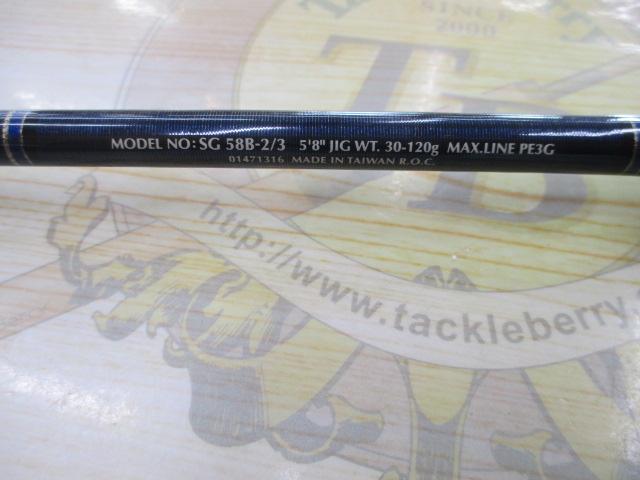 SINCE
2000
TB
MODEL NO: SG 58B-2/3 5'8" JIG WT. 30-120g MAX.LINE PE3G
01471316 MADE IN TAIWAN R.O.C.
http://www.tackleberry.